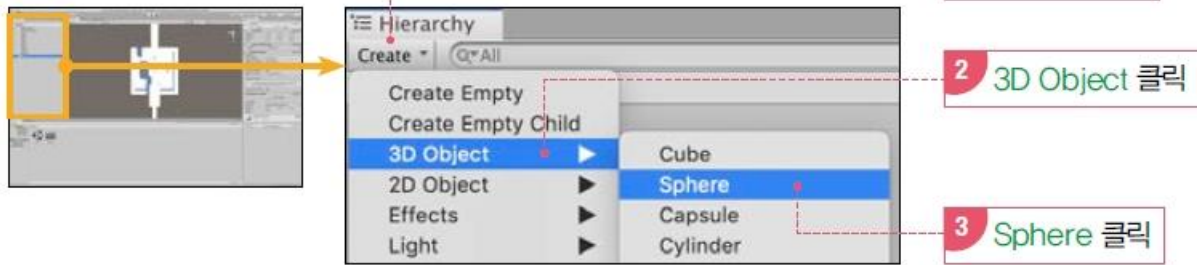 Hierarchy
Create
All
Create Empty
Create Empty Child
3D Object
2D Object
Effects
Light
Cube
Sphere
Capsule
Cylinder
2 3D Object 클릭
3 Sphere 클릭